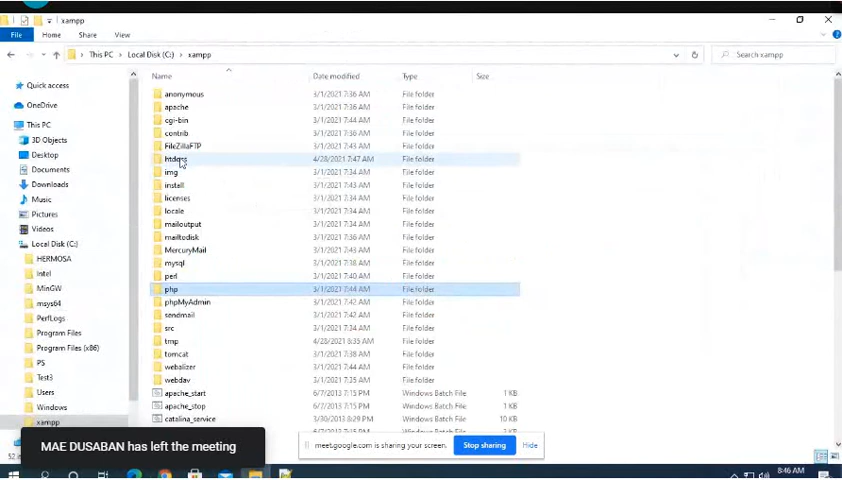 xampp
File Home Share View
This PC Local Disk (C:) xampp
Search xampp
Name Date modified Type Size
Quick access
OneDrive
This PC
3D Objects
Desktop
Documents
Downloads
Music
Pictures
Videos
Local Disk (C:)
HERMOSA
Intel
MinGW
msys64
PerfLogs
Program Files
Program Files (x86)
PS
Test3
Users
Windows
xampp
anonymous 3/1/2021 7:36 AM File folder
apache 3/1/2021 7:36 AM File folder
cgi-bin 3/1/2021 7:44 AM File folder
contrib 3/1/2021 7:36 AM File folder
FileZillaFTP 3/1/2021 7:43 AM File folder
htdocs 4/28/2021 7:47 AM File folder
img 3/1/2021 7:34 AM File folder
install 3/1/2021 7:44 AM File folder
licenses 3/1/2021 7:34 AM File folder
locale 3/1/2021 7:34 AM File folder
mailoutput 3/1/2021 7:34 AM File folder
mailtodisk 3/1/2021 7:36 AM File folder
MercuryMail 3/1/2021 7:43 AM File folder
mysql 3/1/2021 7:38 AM File folder
perl 3/1/2021 7:40 AM File folder
php 3/1/2021 7:44 AM File folder
phpMyAdmin 3/1/2021 7:42 AM File folder
sendmail 3/1/2021 7:42 AM File folder
src 3/1/2021 7:34 AM File folder
tmp 4/28/2021 8:35 AM File folder
tomcat 3/1/2021 7:38 AM File folder
webalizer 3/1/2021 7:44 AM File folder
webdav 3/1/2021 7:35 AM File folder
apache_start 6/7/2013 7:15 PM Windows Batch File 1 KB
apache_stop 6/7/2013 7:15 PM Windows Batch File 1 KB
catalina_service 3/30/2013 8:29 PM Windows Batch File 10 KB
MAE DUSABAN has left the meeting
meet.google.com is sharing your screen. Stop sharing Hide
8:46 AM